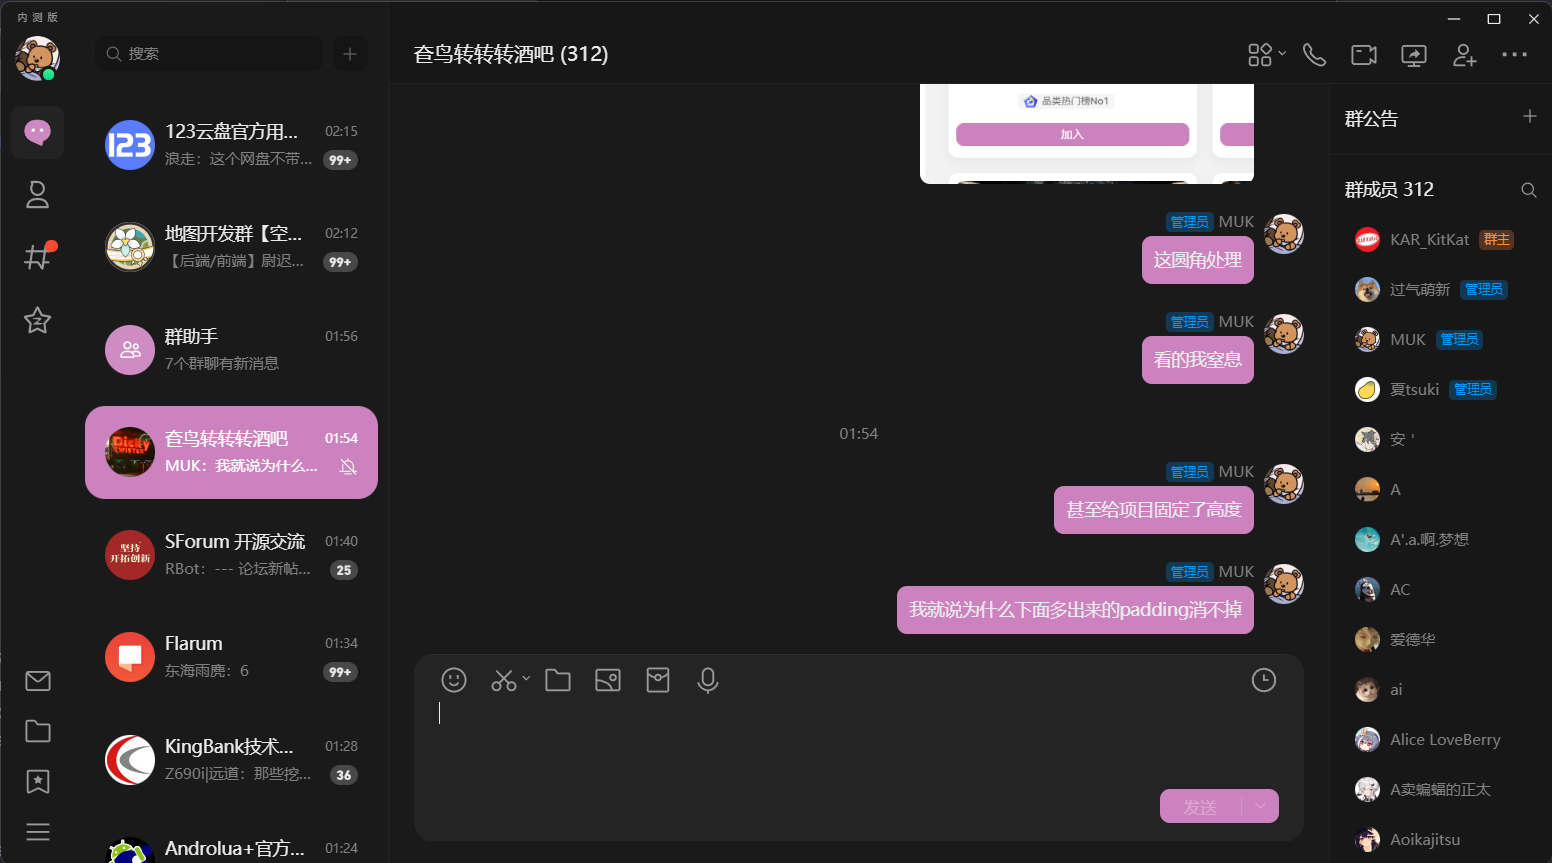 内测版
搜索
123云盘官方用...
02:15
浪走：这个网盘不带...
99+
地图开发群【空...
02:12
【后端/前端】尉迟...
99+
群助手
01:56
7个群聊有新消息
奁鸟转转转酒吧
01:54
MUK：我就说为什么...
坚持
开拓创新
SForum 开源交流
01:40
RBot：--- 论坛新帖...
25
Flarum
01:34
东海雨麂：6
99+
KingBank技术...
01:28
Z690i|远道：那些挖...
36
Androlua+官方...
01:24
奁鸟转转转酒吧 (312)
品类热门榜No1
加入
管理员 MUK
这圆角处理
管理员 MUK
看的我窒息
01:54
管理员 MUK
甚至给项目固定了高度
管理员 MUK
我就说为什么下面多出来的padding消不掉
发送
群公告
群成员 312
KAR_KitKat 群主
过气萌新 管理员
MUK 管理员
夏tsuki 管理员
安 '
A
A'.a.啊.梦想
AC
爱德华
ai
Alice LoveBerry
A卖蝙蝠的正太
Aoikajitsu